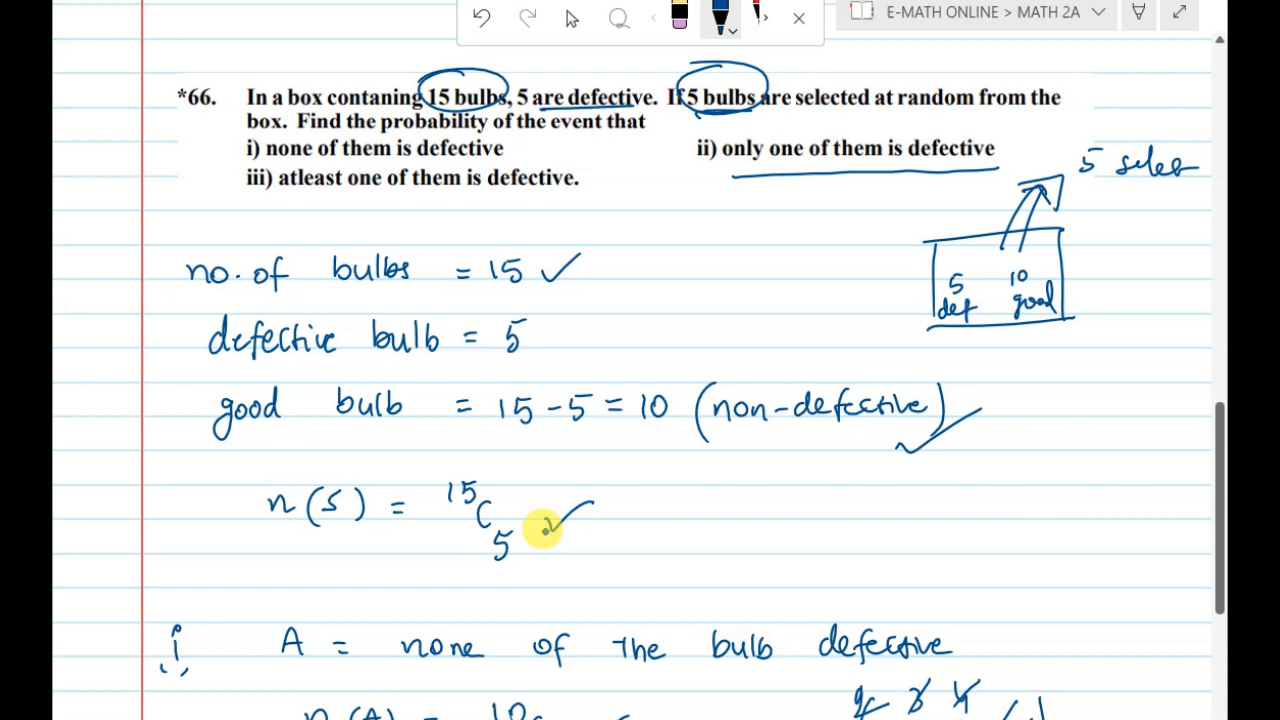 E-MATH ONLINE > MATH 2A
*66. In a box contaning 15 bulbs, 5 are defective. If 5 bulbs are selected at random from the
box. Find the probability of the event that
i) none of them is defective ii) only one of them is defective
iii) atleast one of them is defective.
5 selec
5 def 10 good
no. of bulbs = 15 ✓
defective bulb = 5
good bulb = 15 - 5 = 10 (non-defective) ✓
n(S) = 15C5 ✓
i A = none of the bulb defective
n(A) = 10C